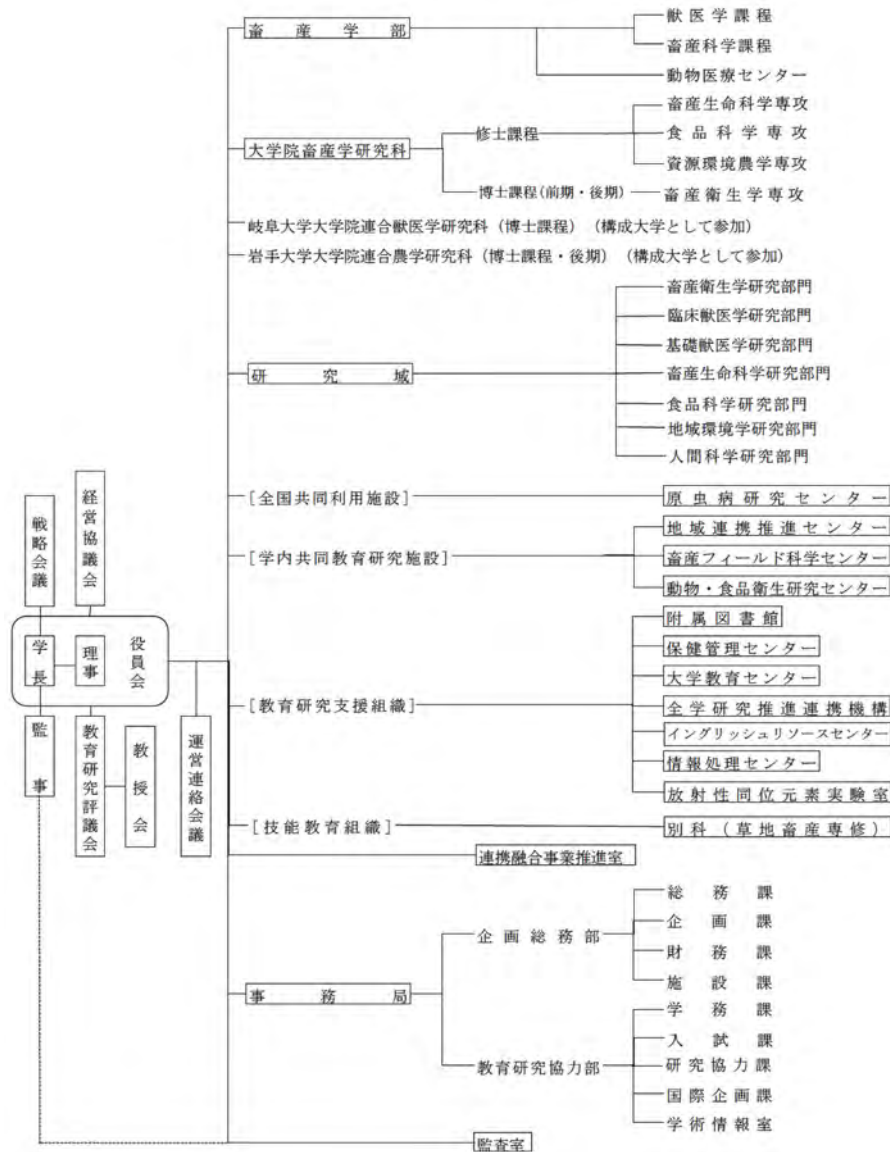 畜産学部
獣医学課程
畜産科学課程
動物医療センター
大学院畜産学研究科
修士課程
畜産生命科学専攻
食品科学専攻
資源環境農学専攻
博士課程(前期・後期)
畜産衛生学専攻
岐阜大学大学院連合獣医学研究科（博士課程）（構成大学として参加）
岩手大学大学院連合農学研究科（博士課程・後期）（構成大学として参加）
研究域
畜産衛生学研究部門
臨床獣医学研究部門
基礎獣医学研究部門
畜産生命科学研究部門
食品科学研究部門
地域環境学研究部門
人間科学研究部門
戦略会議
経営協議会
学長
理事
役員会
監事
教育研究評議会
教授会
運営連絡会議
[全国共同利用施設]
原虫病研究センター
[学内共同教育研究施設]
地域連携推進センター
畜産フィールド科学センター
動物・食品衛生研究センター
[教育研究支援組織]
附属図書館
保健管理センター
大学教育センター
全学研究推進連携機構
イングリッシュリソースセンター
情報処理センター
放射性同位元素実験室
[技能教育組織]
別科（草地畜産専修）
連携融合事業推進室
事務局
企画総務部
総務課
企画課
財務課
施設課
教育研究協力部
学務課
入試課
研究協力課
国際企画課
学術情報室
監査室